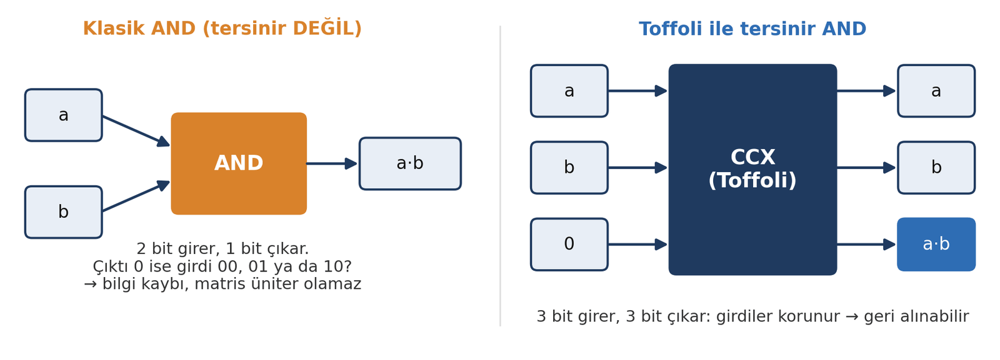 Klasik AND (tersinir DEĞİL)
a
b
AND
a·b
2 bit girer, 1 bit çıkar.
Çıktı 0 ise girdi 00, 01 ya da 10?
→ bilgi kaybı, matris üniter olamaz
Toffoli ile tersinir AND
a
b
0
CCX
(Toffoli)
a
b
a·b
3 bit girer, 3 bit çıkar: girdiler korunur → geri alınabilir